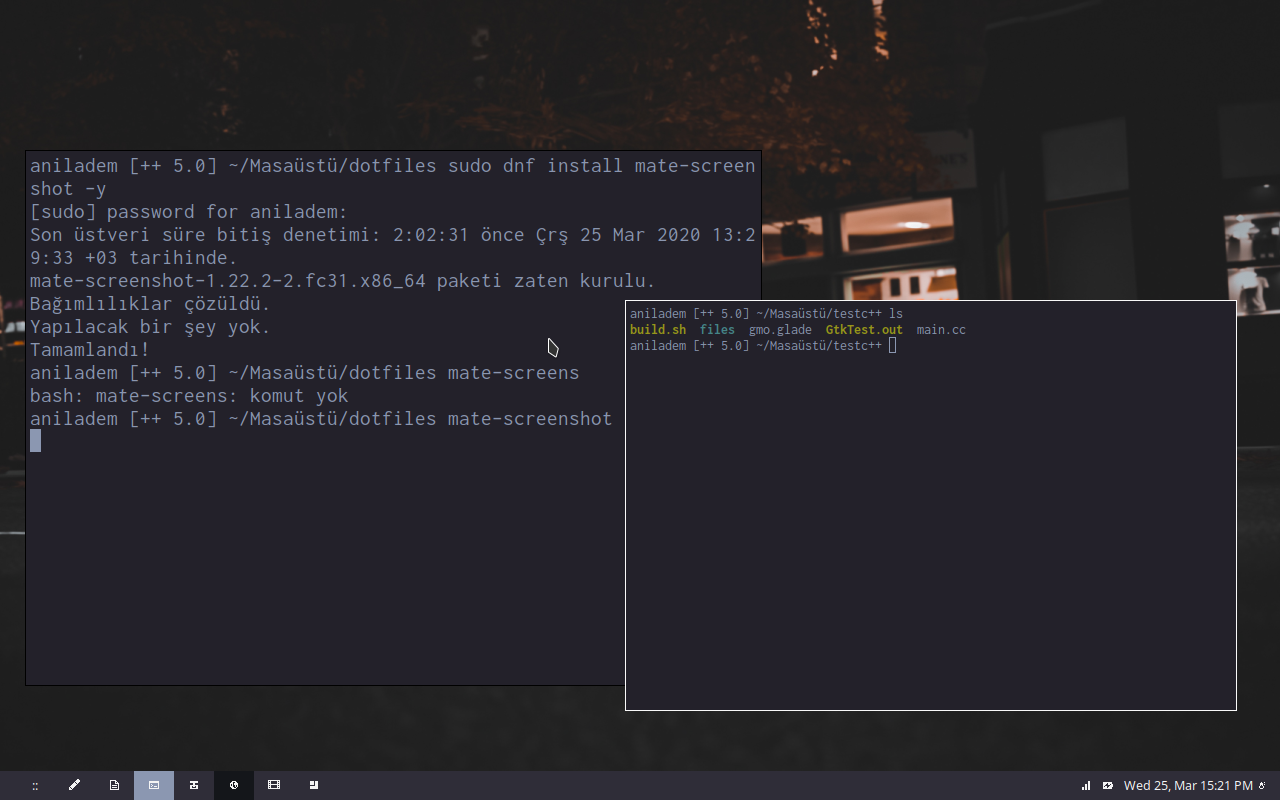 aniladem [++ 5.0] ~/Masaüstü/dotfiles sudo dnf install mate-screen
shot -y
[sudo] password for aniladem:
Son üstveri süre bitiş denetimi: 2:02:31 önce Çrş 25 Mar 2020 13:2
9:33 +03 tarihinde.
mate-screenshot-1.22.2-2.fc31.x86_64 paketi zaten kurulu.
Bağımlılıklar çözüldü.
Yapılacak bir şey yok.
Tamamlandı!
aniladem [++ 5.0] ~/Masaüstü/dotfiles mate-screens
bash: mate-screens: komut yok
aniladem [++ 5.0] ~/Masaüstü/dotfiles mate-screenshot
aniladem [++ 5.0] ~/Masaüstü/testc++ ls
build.sh files gmo.glade GtkTest.out main.cc
aniladem [++ 5.0] ~/Masaüstü/testc++
:: Wed 25, Mar 15:21 PM